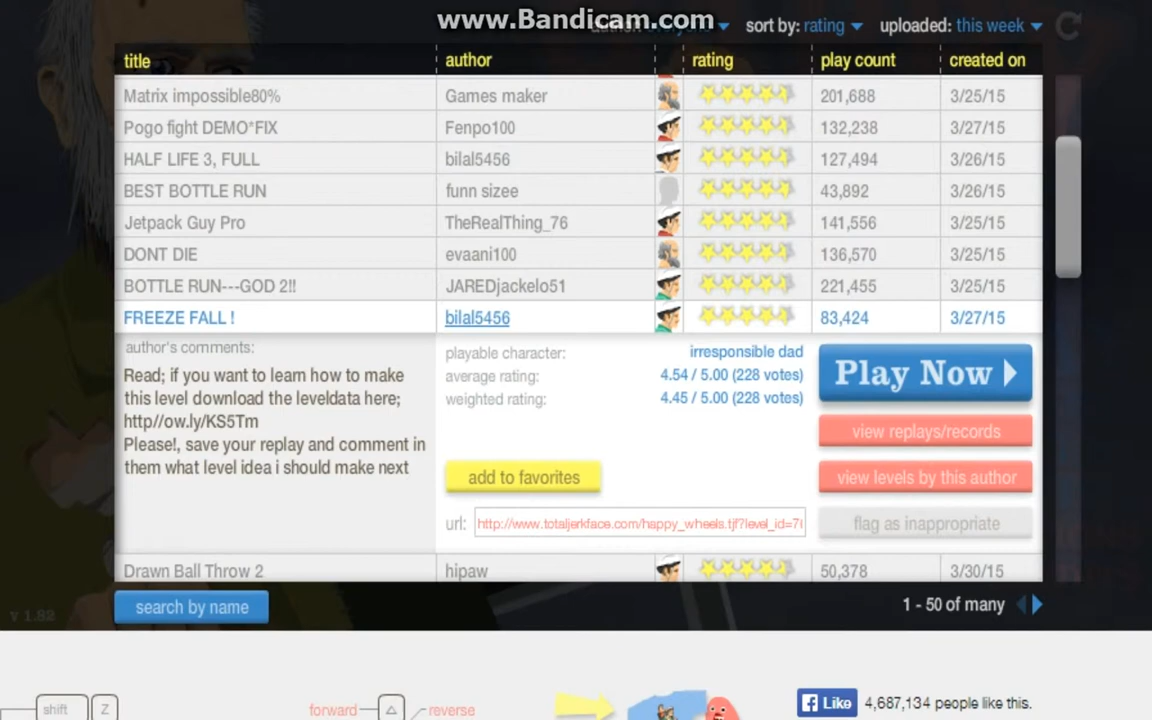 www.Bandicam.com
sort by: rating uploaded: this week
title author rating play count created on
Matrix impossible80% Games maker 201,688 3/25/15
Pogo fight DEMO*FIX Fenpo100 132,238 3/27/15
HALF LIFE 3, FULL bilal5456 127,494 3/26/15
BEST BOTTLE RUN funn sizee 43,892 3/26/15
Jetpack Guy Pro TheRealThing_76 141,556 3/25/15
DONT DIE evaani100 136,570 3/25/15
BOTTLE RUN---GOD 2!! JAREDjackelo51 221,455 3/25/15
FREEZE FALL ! bilal5456 83,424 3/27/15
author's comments:
Read; if you want to learn how to make
this level download the leveldata here;
http//ow.ly/KS5Tm
Please!, save your replay and comment in
them what level idea i should make next
playable character: irresponsible dad
average rating: 4.54 / 5.00 (228 votes)
weighted rating: 4.45 / 5.00 (228 votes)
add to favorites
url: http://www.totaljerkface.com/happy_wheels.tjf?level_id=7
Play Now
view replays/records
view levels by this author
flag as inappropriate
Drawn Ball Throw 2 hipaw 50,378 3/30/15
v 1.82
search by name
1 - 50 of many
shift Z
forward reverse
Like 4,687,134 people like this.